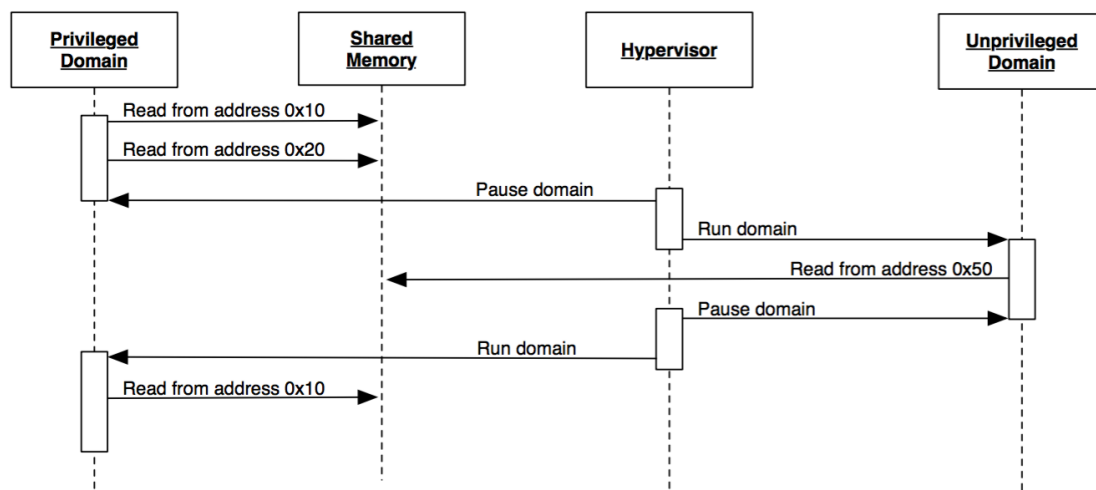 Privileged
Domain
Shared
Memory
Hypervisor
Unprivileged
Domain
Read from address 0x10
Read from address 0x20
Pause domain
Run domain
Read from address 0x50
Pause domain
Run domain
Read from address 0x10